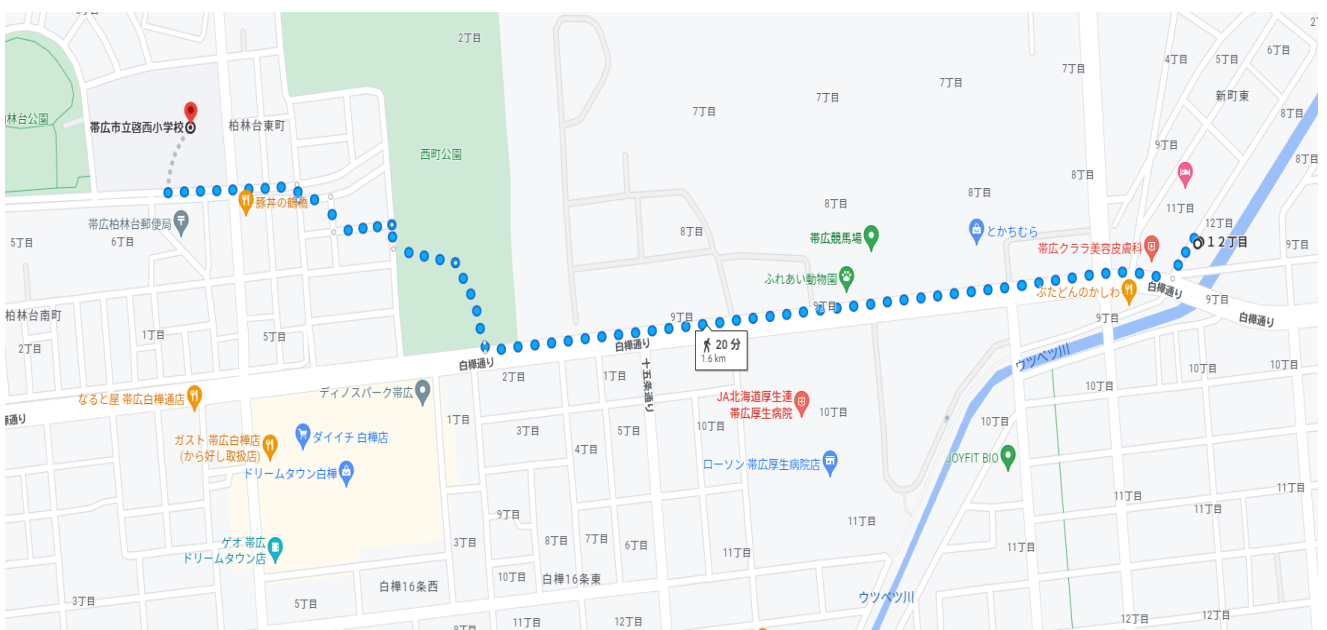 2丁目
6丁目
4丁目
5丁目
7丁目
7丁目
7丁目
7丁目
新町東
8丁目
林台公園
帯広市立啓西小学校
柏林台東町
9丁目
8丁目
西町公園
8丁目
8丁目
豚丼の鶴橋
8丁目
11丁目
帯広柏林台郵便局
12丁目
5丁目
6丁目
8丁目
帯広競馬場
とかちむら
帯広クララ美容皮膚科
12丁目
9丁目
ふれあい動物園
ぶたどんのかしわ
白樺通り
9丁目
9丁目
9丁目
9丁目
白樺通り
柏林台南町
1丁目
5丁目
2丁目
白樺通り
白樺通り
20 分
1.6 km
十五条通り
ウツベツ川
10丁目
10丁目
10丁目
2丁目
1丁目
なると屋 帯広白樺通店
ディノスパーク帯広
JA北海道厚生連
帯広厚生病院
10丁目
樺通り
1丁目
3丁目
5丁目
10丁目
10丁目
ガスト 帯広白樺店
(から好し取扱店)
ダイイチ 白樺店
4丁目
ドリームタウン白樺
ローソン 帯広厚生病院店
JOYFIT BIO
11丁目
11丁目
11丁目
9丁目
11丁目
ゲオ 帯広
ドリームタウン店
3丁目
8丁目
7丁目
6丁目
11丁目
11丁目
白樺16条西
10丁目
白樺16条東
ウツベツ川
3丁目
5丁目
11丁目
12丁目
12丁目
12丁目
8丁目